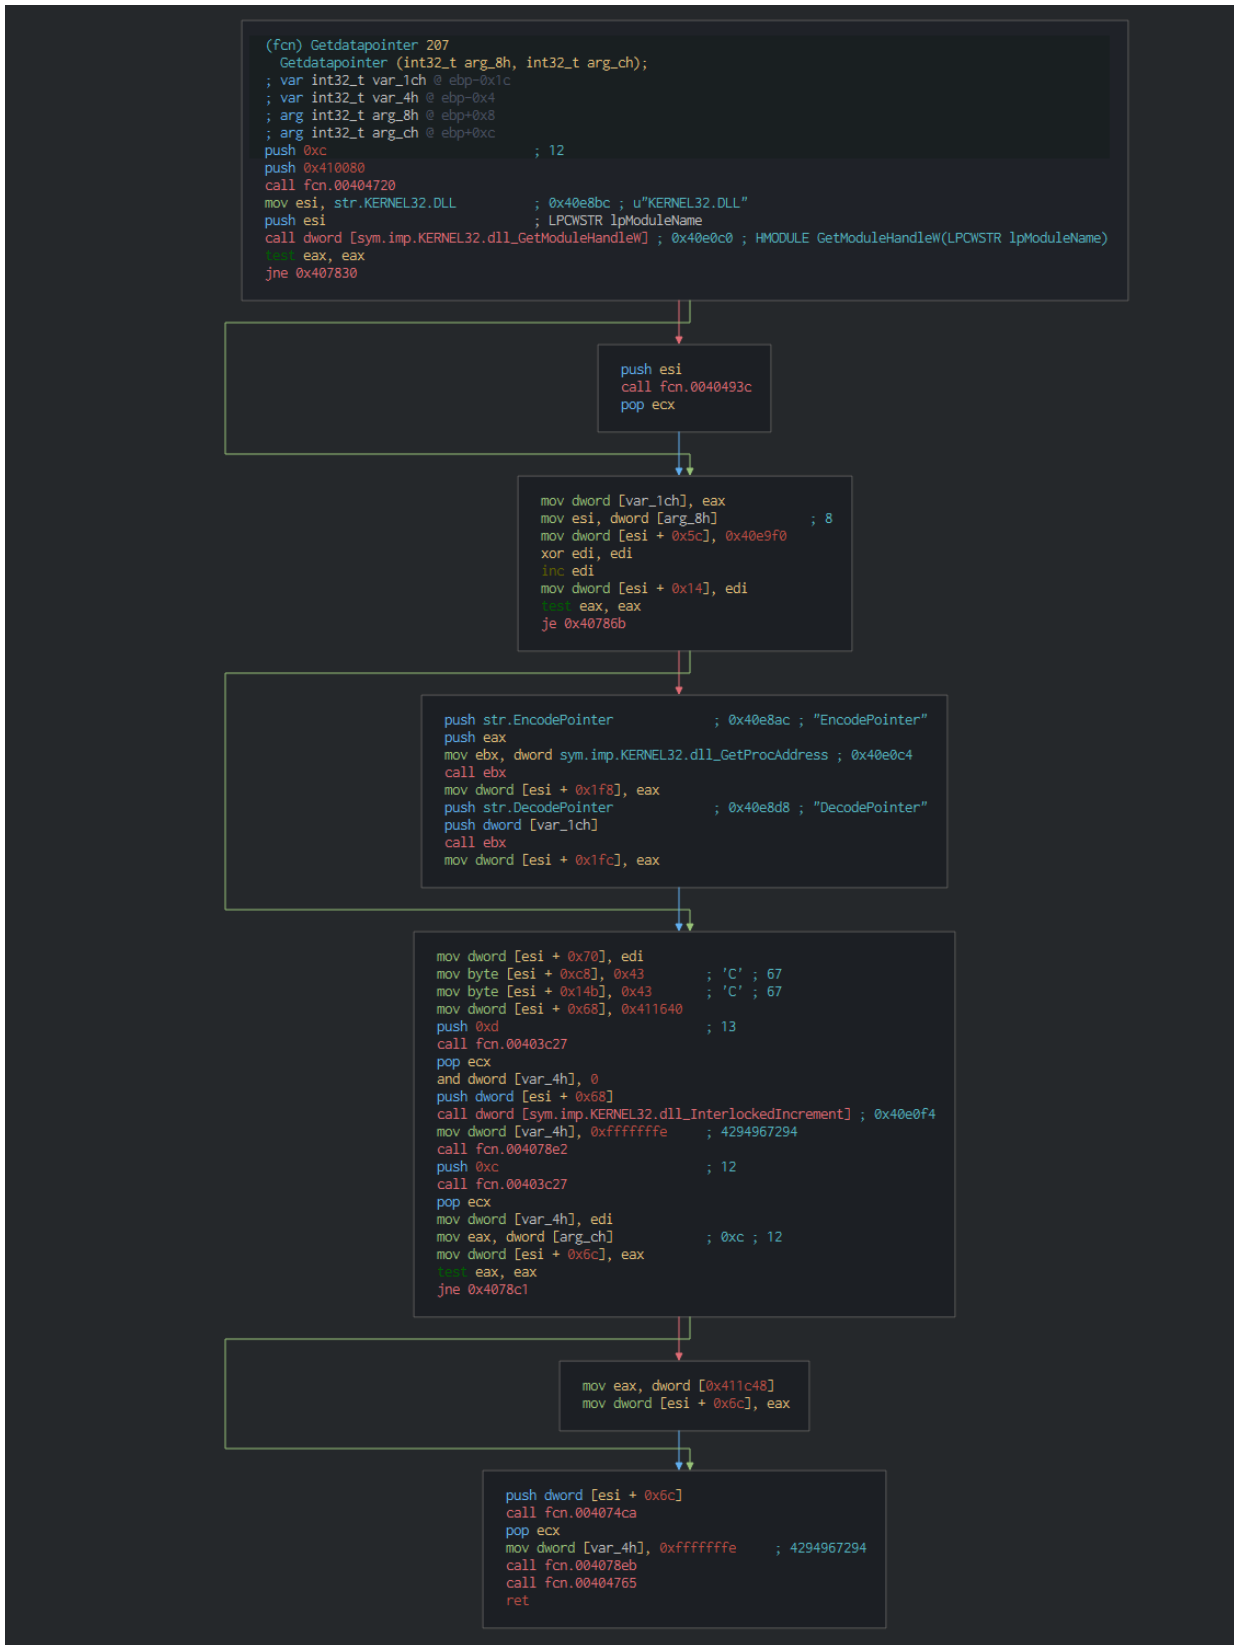 (fcn) Getdatapointer 207
Getdatapointer (int32_t arg_8h, int32_t arg_ch);
; var int32_t var_1ch @ ebp-0x1c
; var int32_t var_4h @ ebp-0x4
; arg int32_t arg_8h @ ebp+0x8
; arg int32_t arg_ch @ ebp+0xc
push 0xc ; 12
push 0x410080
call fcn.00404720
mov esi, str.KERNEL32.DLL ; 0x40e8bc ; u"KERNEL32.DLL"
push esi ; LPCWSTR lpModuleName
call dword [sym.imp.KERNEL32.dll_GetModuleHandleW] ; 0x40e0c0 ; HMODULE GetModuleHandleW(LPCWSTR lpModuleName)
test eax, eax
jne 0x407830
push esi
call fcn.0040493c
pop ecx
mov dword [var_1ch], eax
mov esi, dword [arg_8h] ; 8
mov dword [esi + 0x5c], 0x40e9f0
xor edi, edi
inc edi
mov dword [esi + 0x14], edi
test eax, eax
je 0x40786b
push str.EncodePointer ; 0x40e8ac ; "EncodePointer"
push eax
mov ebx, dword sym.imp.KERNEL32.dll_GetProcAddress ; 0x40e0c4
call ebx
mov dword [esi + 0x1f8], eax
push str.DecodePointer ; 0x40e8d8 ; "DecodePointer"
push dword [var_1ch]
call ebx
mov dword [esi + 0x1fc], eax
mov dword [esi + 0x70], edi
mov byte [esi + 0xc8], 0x43 ; 'C' ; 67
mov byte [esi + 0x14b], 0x43 ; 'C' ; 67
mov dword [esi + 0x68], 0x411640
push 0xd ; 13
call fcn.00403c27
pop ecx
and dword [var_4h], 0
push dword [esi + 0x68]
call dword [sym.imp.KERNEL32.dll_InterlockedIncrement] ; 0x40e0f4
mov dword [var_4h], 0xfffffffe ; 4294967294
call fcn.004078e2
push 0xc ; 12
call fcn.00403c27
pop ecx
mov dword [var_4h], edi
mov eax, dword [arg_ch] ; 0xc ; 12
mov dword [esi + 0x6c], eax
test eax, eax
jne 0x4078c1
mov eax, dword [0x411c48]
mov dword [esi + 0x6c], eax
push dword [esi + 0x6c]
call fcn.004074ca
pop ecx
mov dword [var_4h], 0xfffffffe ; 4294967294
call fcn.004078eb
call fcn.00404765
ret